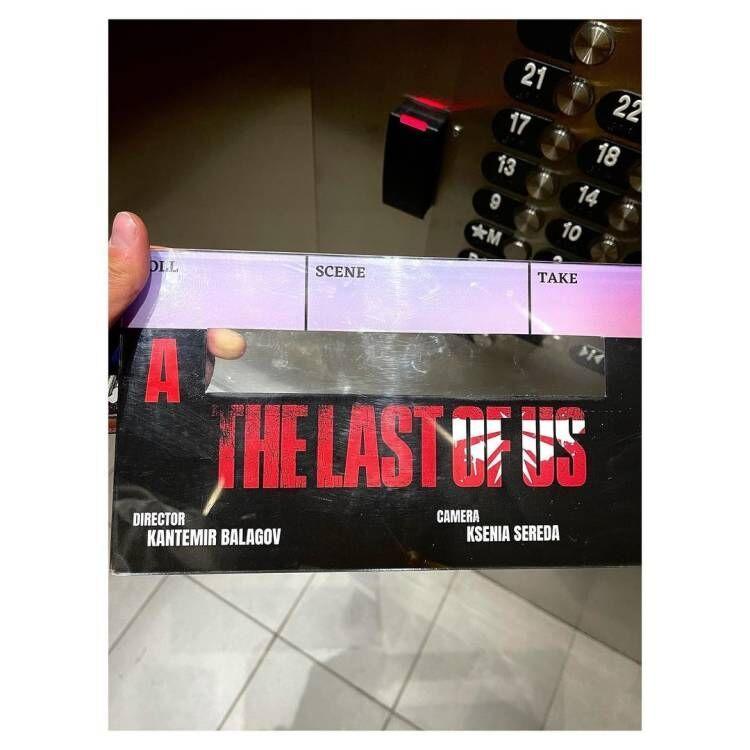 21
22
17
18
13
14
9
10
★M
SCENE
TAKE
A
THE LAST OF US
DIRECTOR
CAMERA
KANTEMIR BALAGOV
KSENIA SEREDA